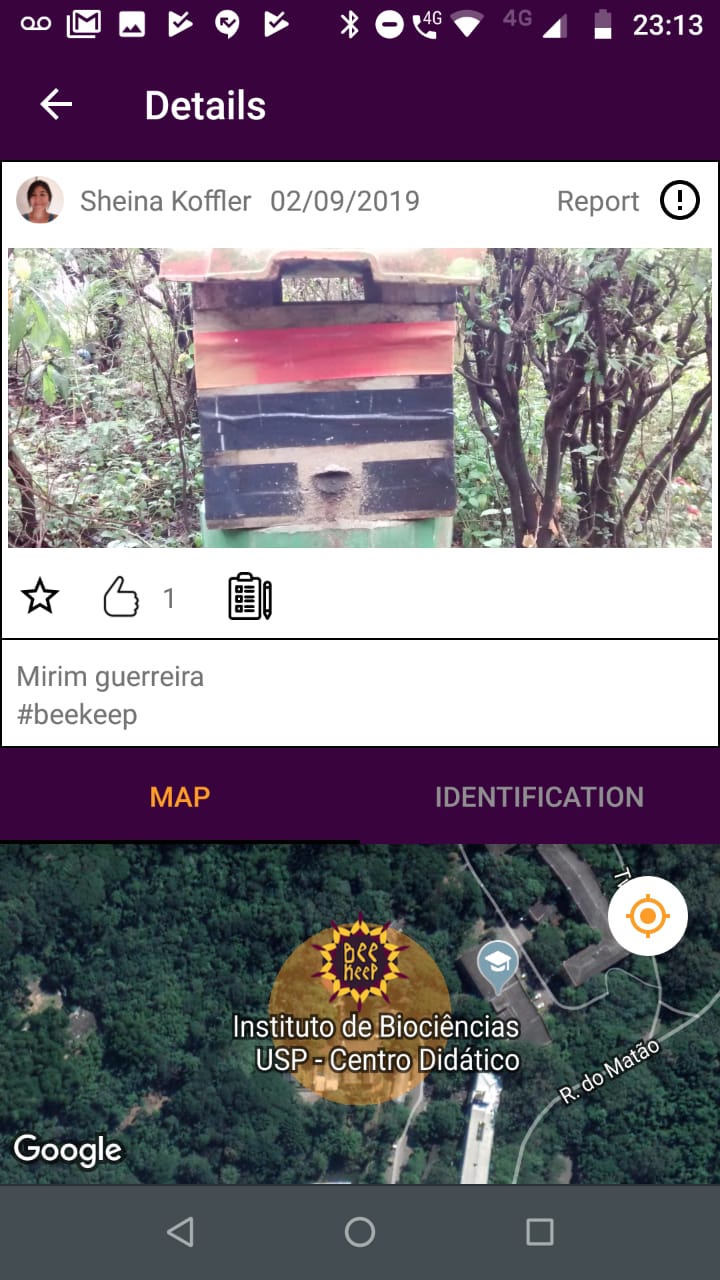 4G
4G
23:13
Details
Sheina Koffler 02/09/2019 Report
1
Mirim guerreira
#beekeep
MAP IDENTIFICATION
bee
keep
Instituto de Biociências
USP - Centro Didático
R. do Matão
Google